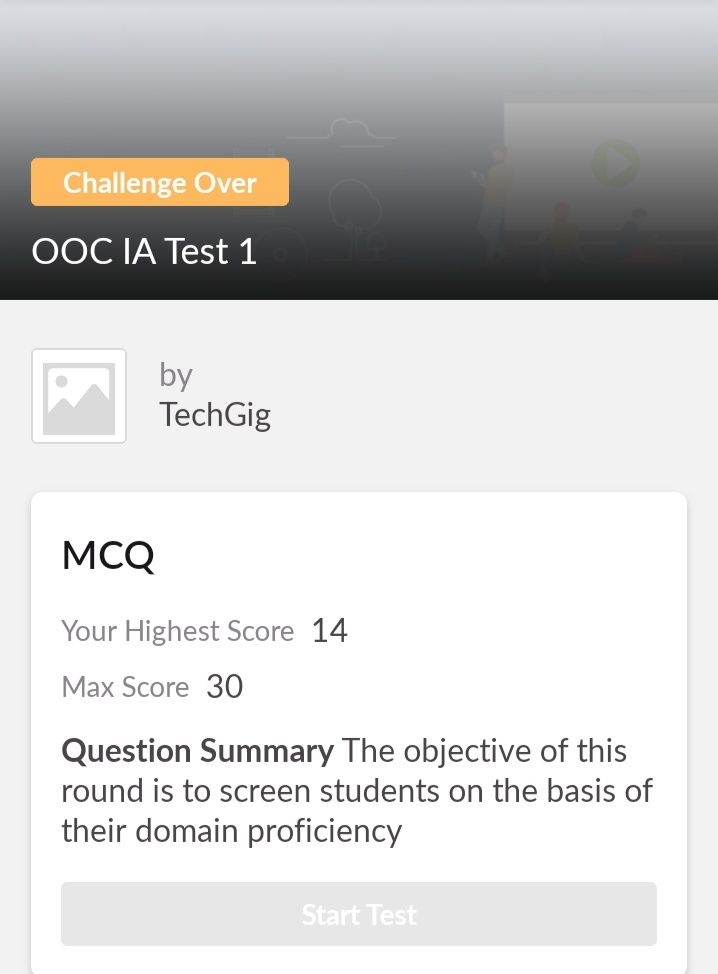 Challenge Over
OOC IA Test 1
by
TechGig
MCQ
Your Highest Score 14
Max Score 30
Question Summary The objective of this
round is to screen students on the basis of
their domain proficiency
Start Test